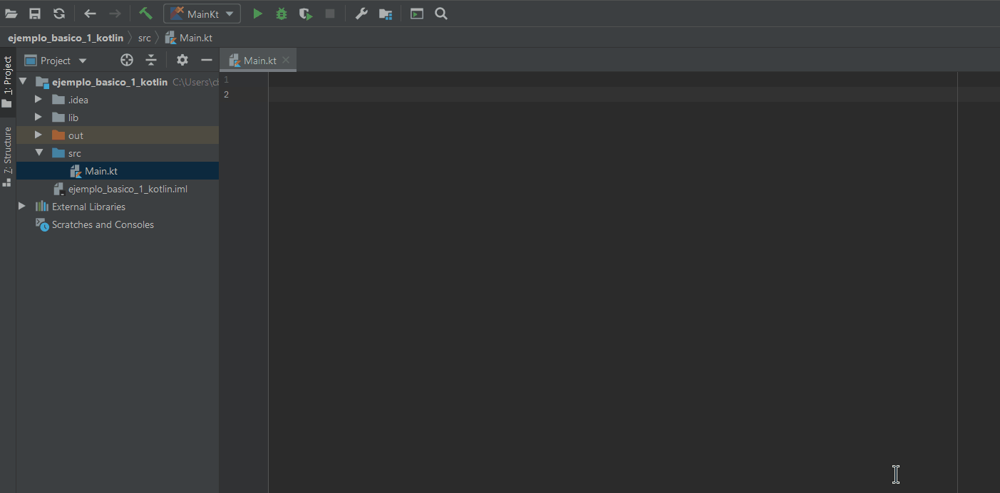 MainKt
ejemplo_basico_1_kotlin src Main.kt
1: Project
Project
ejemplo_basico_1_kotlin C:\Users\
.idea
lib
out
src
Main.kt
ejemplo_basico_1_kotlin.iml
External Libraries
Scratches and Consoles
Z: Structure
Main.kt
1
2